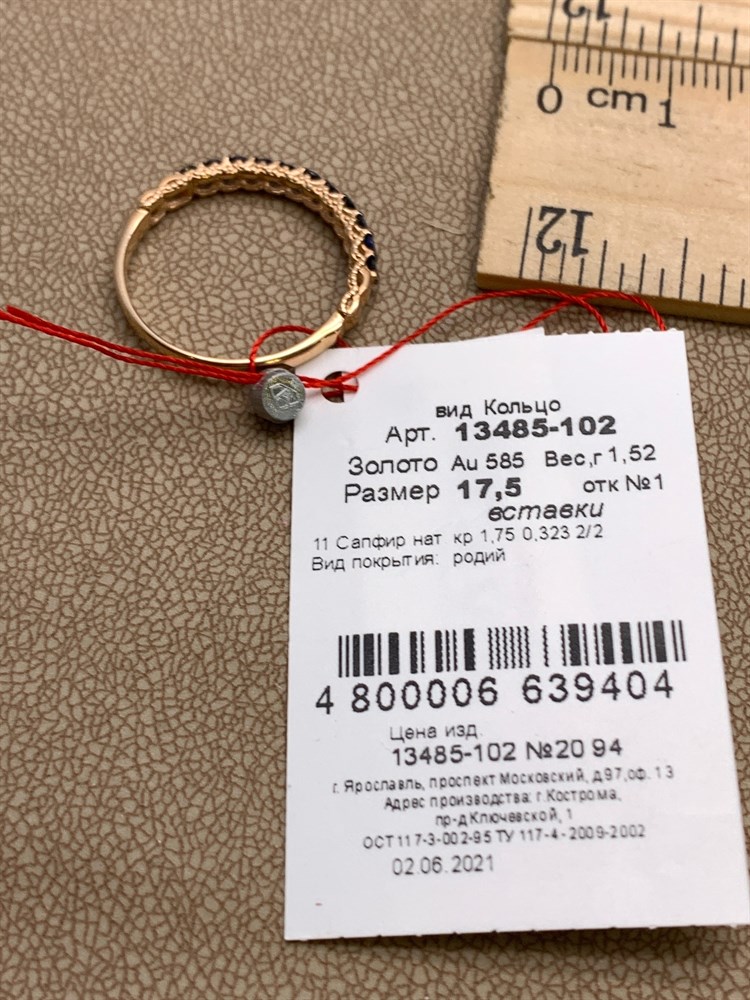 12
0 cm 1
12
вид Кольцо
Арт. 13485-102
Золото Au 585 Вес,г 1,52
Размер 17,5 отк №1
вставки
11 Сапфир нат кр 1,75 0,323 2/2
Вид покрытия: родий
4 800006 639404
Цена изд.
13485-102 №20 94
г. Ярославль, проспект Московский, д97,оф. 13
Адрес производства: г.Кострома,
пр-д Ключевской, 1
ОСТ 117-3-002-95 ТУ 117-4-2009-2002
02.06.2021